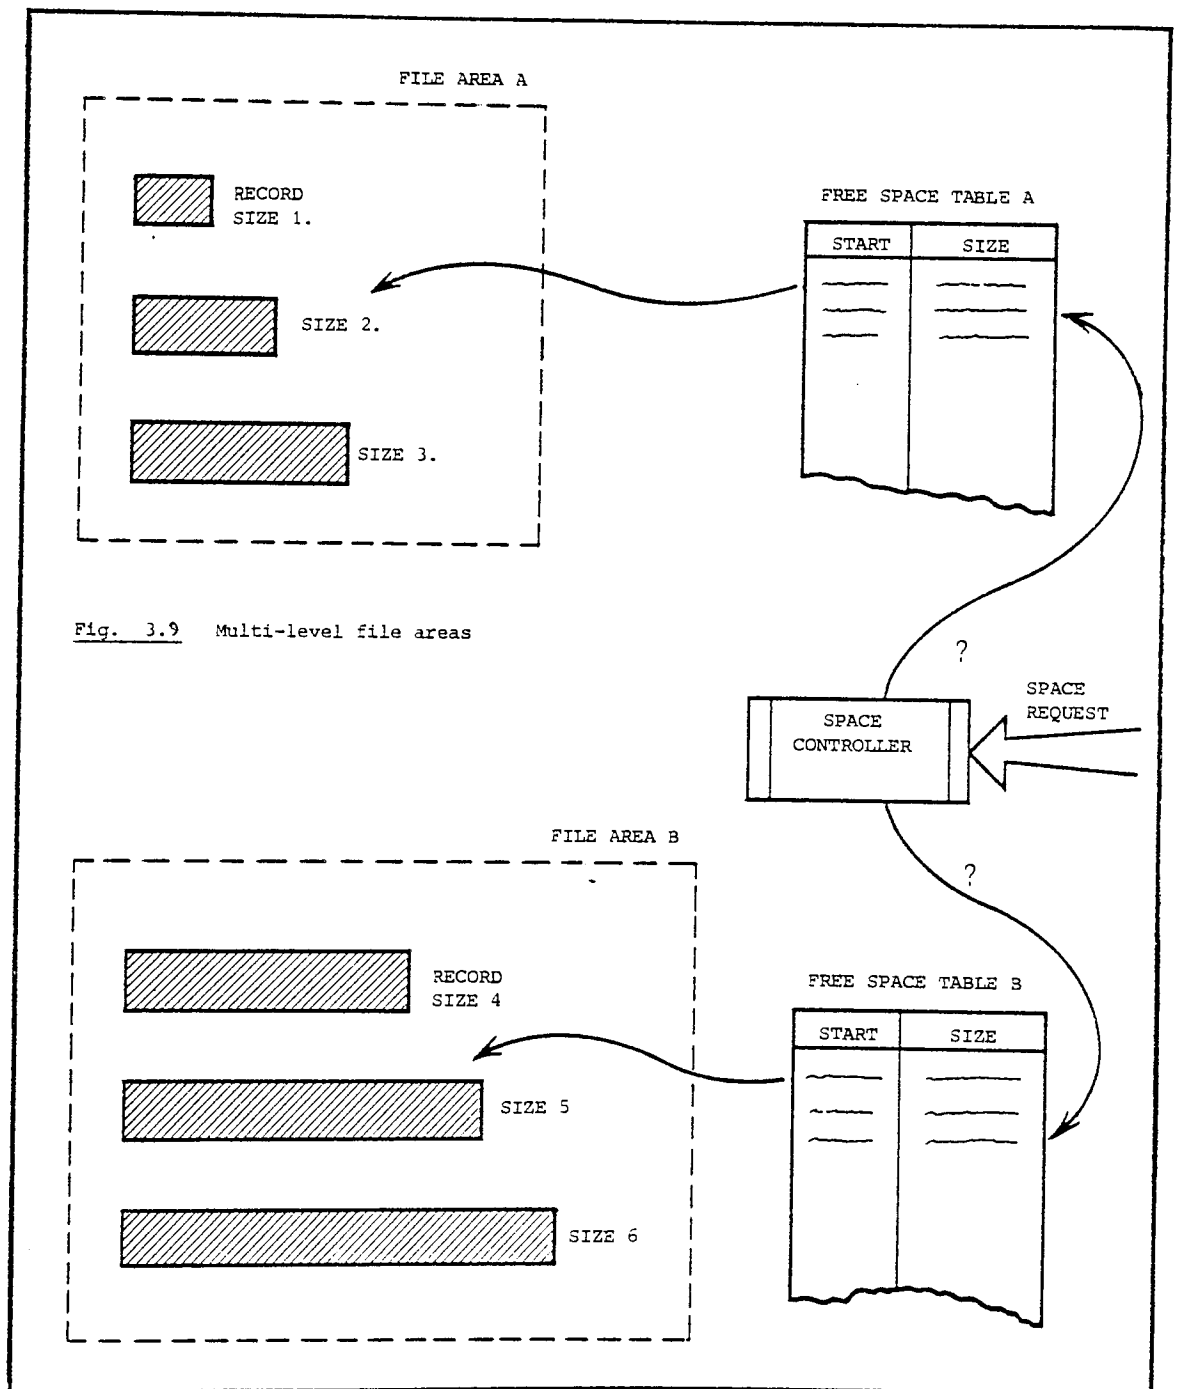 FILE AREA A
RECORD
SIZE 1.
SIZE 2.
SIZE 3.
FREE SPACE TABLE A
START SIZE
Fig. 3.9 Multi-level file areas
?
SPACE
REQUEST
SPACE
CONTROLLER
?
FILE AREA B
RECORD
SIZE 4
SIZE 5
SIZE 6
FREE SPACE TABLE B
START SIZE